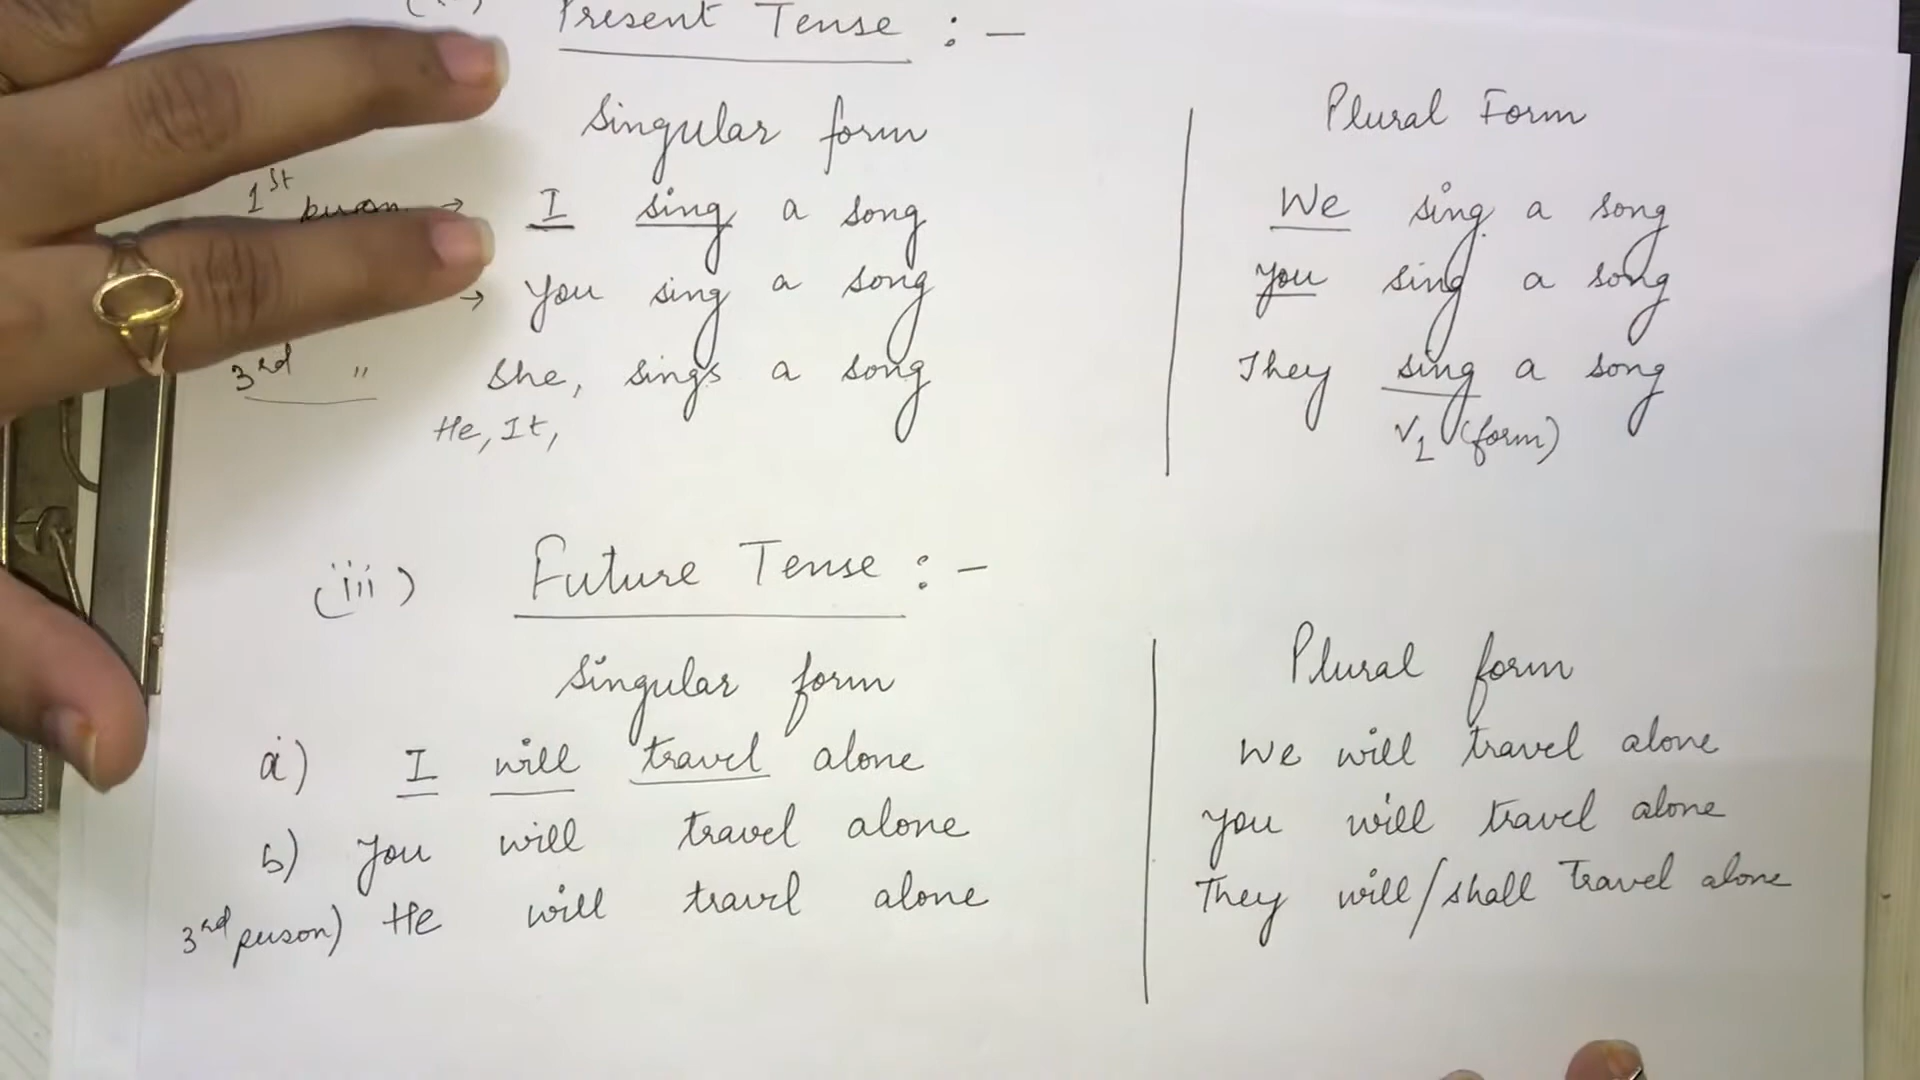 Present Tense : -
Singular form
1st person → I sing a song
→ You sing a song
3rd " She, sings a song
He, It,
Plural Form
We sing a song
you sing a song
They sing a song
V1 (form)
(iii) Future Tense : -
Singular form
a) I will travel alone
b) You will travel alone
3rd person) He will travel alone
Plural form
We will travel alone
you will travel alone
They will/shall Travel alone